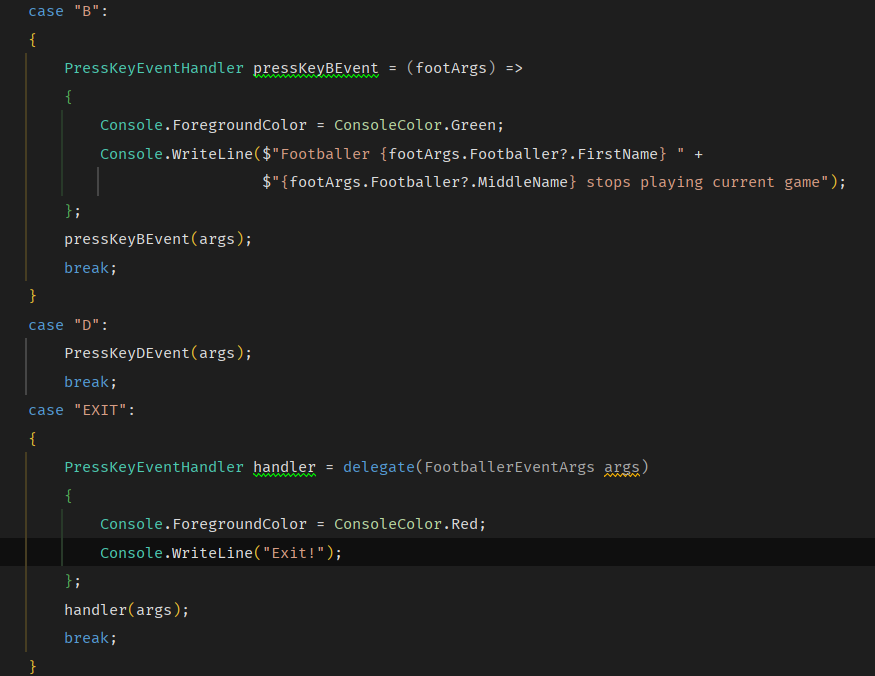 case "B":
{
PressKeyEventHandler pressKeyBEvent = (footArgs) =>
{
Console.ForegroundColor = ConsoleColor.Green;
Console.WriteLine($"Footballer {footArgs.Footballer?.FirstName} " +
$"{footArgs.Footballer?.MiddleName} stops playing current game");
};
pressKeyBEvent(args);
break;
}
case "D":
PressKeyDEvent(args);
break;
case "EXIT":
{
PressKeyEventHandler handler = delegate(FootballerEventArgs args)
{
Console.ForegroundColor = ConsoleColor.Red;
Console.WriteLine("Exit!");
};
handler(args);
break;
}